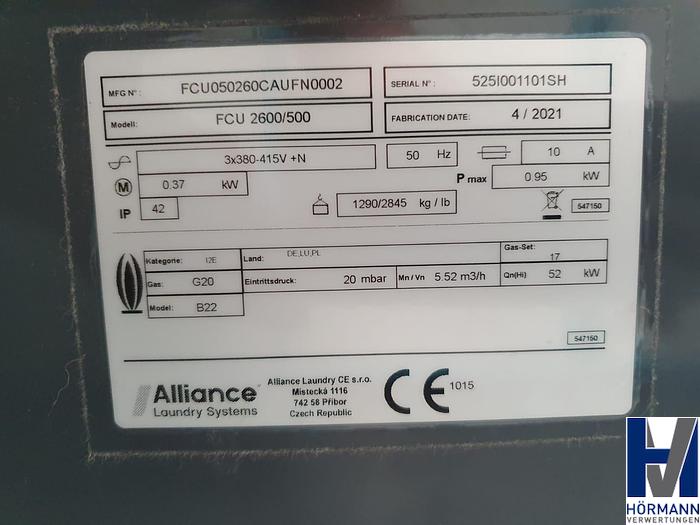 MFG N°: FCU050260CAUFN0002 SERIAL N°: 525I001101SH
Modell: FCU 2600/500 FABRICATION DATE: 4 / 2021
3x380-415V +N 50 Hz 10 A
M 0.37 kW P max 0.95 kW
IP 42 1290/2845 kg / lb 547150
Kategorie: I2E Land: DE,LU,PL Gas-Set: 17
Gas: G20 Eintrittsdruck: 20 mbar Mn / Vn 5.52 m3/h Qn(Hi) 52 kW
Model: B22
547150
Alliance Laundry Systems
Alliance Laundry CE s.r.o.
Místecká 1116
742 58 Příbor
Czech Republic
CE 1015
HV
HÖRMANN
VERWERTUNGEN